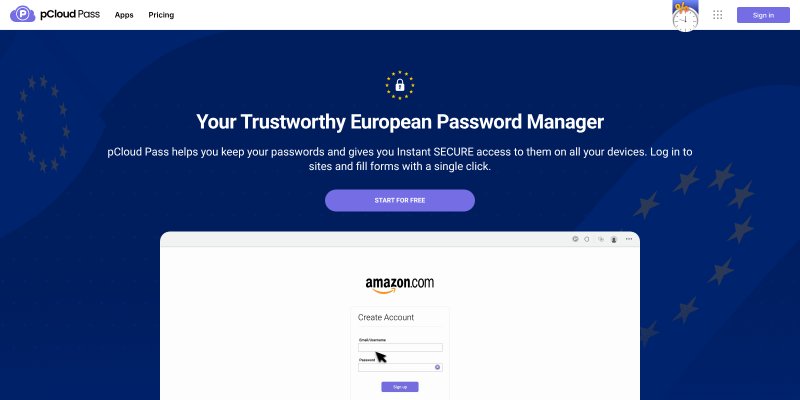 pCloud Pass
Apps
Pricing
%
Sign in
Your Trustworthy European Password Manager
pCloud Pass helps you keep your passwords and gives you Instant SECURE access to them on all your devices. Log in to
sites and fill forms with a single click.
START FOR FREE
amazon.com
Create Account
Email/Username
Password
Sign up